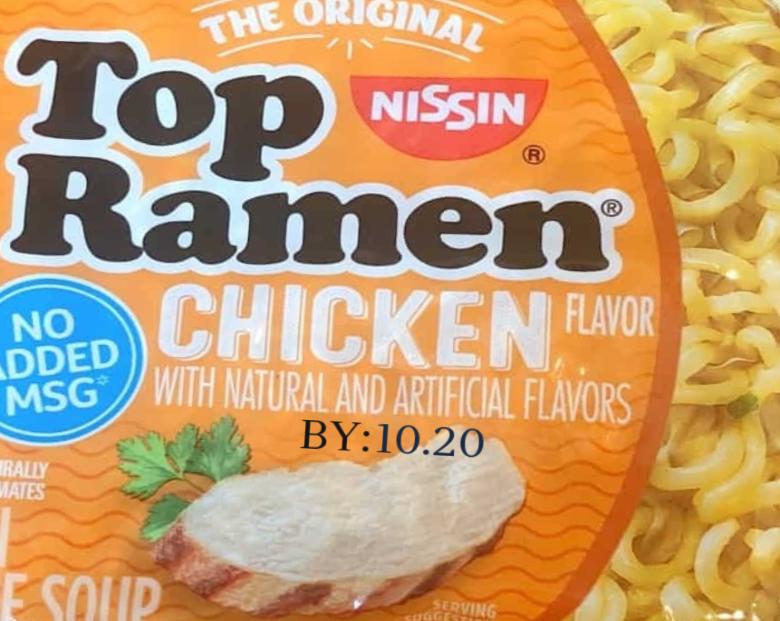 THE ORIGINAL
Top
NISSIN
®
Ramen®
NO
ADDED
MSG*
CHICKEN FLAVOR
WITH NATURAL AND ARTIFICIAL FLAVORS
BY:10.20
SOUP
SERVING